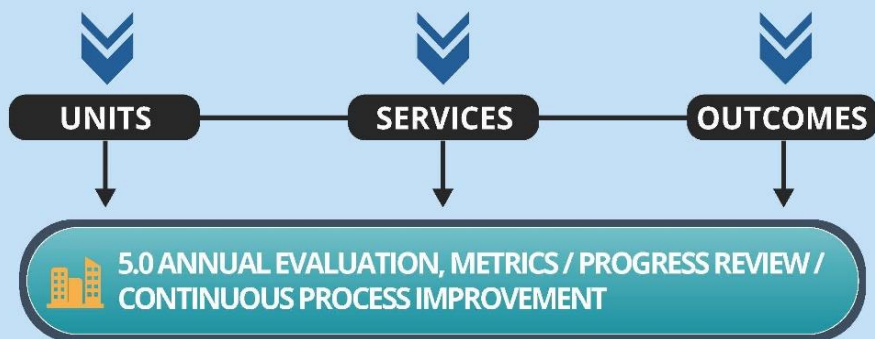 UNITS
SERVICES
OUTCOMES
5.0 ANNUAL EVALUATION, METRICS / PROGRESS REVIEW /
CONTINUOUS PROCESS IMPROVEMENT